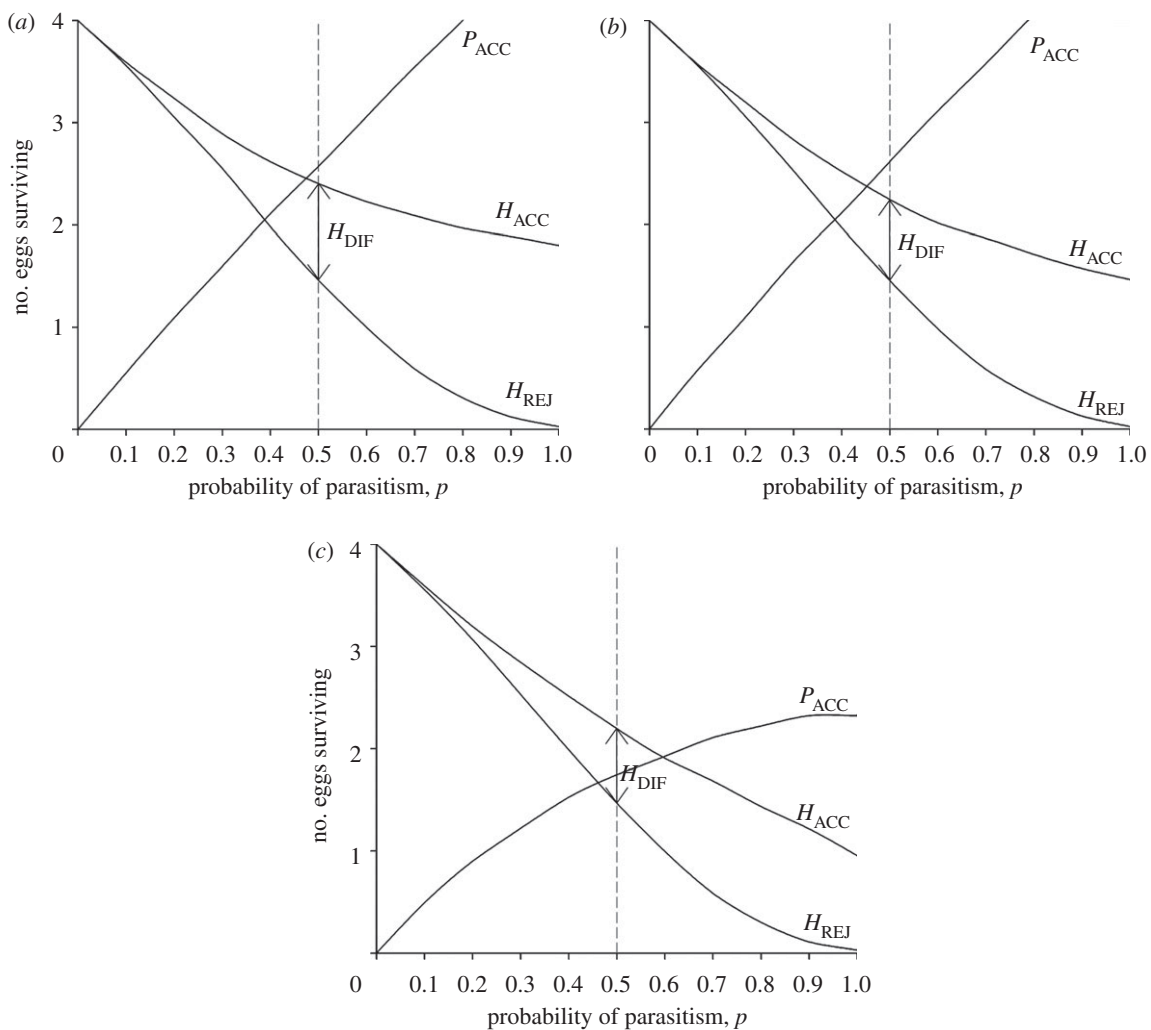 (a)
4
3
2
1
0
no. eggs surviving
P_ACC
H_ACC
H_DIF
H_REJ
0.1 0.2 0.3 0.4 0.5 0.6 0.7 0.8 0.9 1.0
probability of parasitism, p
(b)
4
3
2
1
0
P_ACC
H_DIF
H_ACC
H_REJ
0.1 0.2 0.3 0.4 0.5 0.6 0.7 0.8 0.9 1.0
probability of parasitism, p
(c)
4
3
2
1
0
no. eggs surviving
P_ACC
H_DIF
H_ACC
H_REJ
0.1 0.2 0.3 0.4 0.5 0.6 0.7 0.8 0.9 1.0
probability of parasitism, p